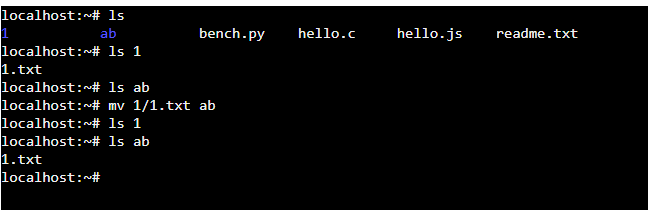 localhost:~# ls
1 ab bench.py hello.c hello.js readme.txt
localhost:~# ls 1
1.txt
localhost:~# ls ab
localhost:~# mv 1/1.txt ab
localhost:~# ls 1
localhost:~# ls ab
1.txt
localhost:~#